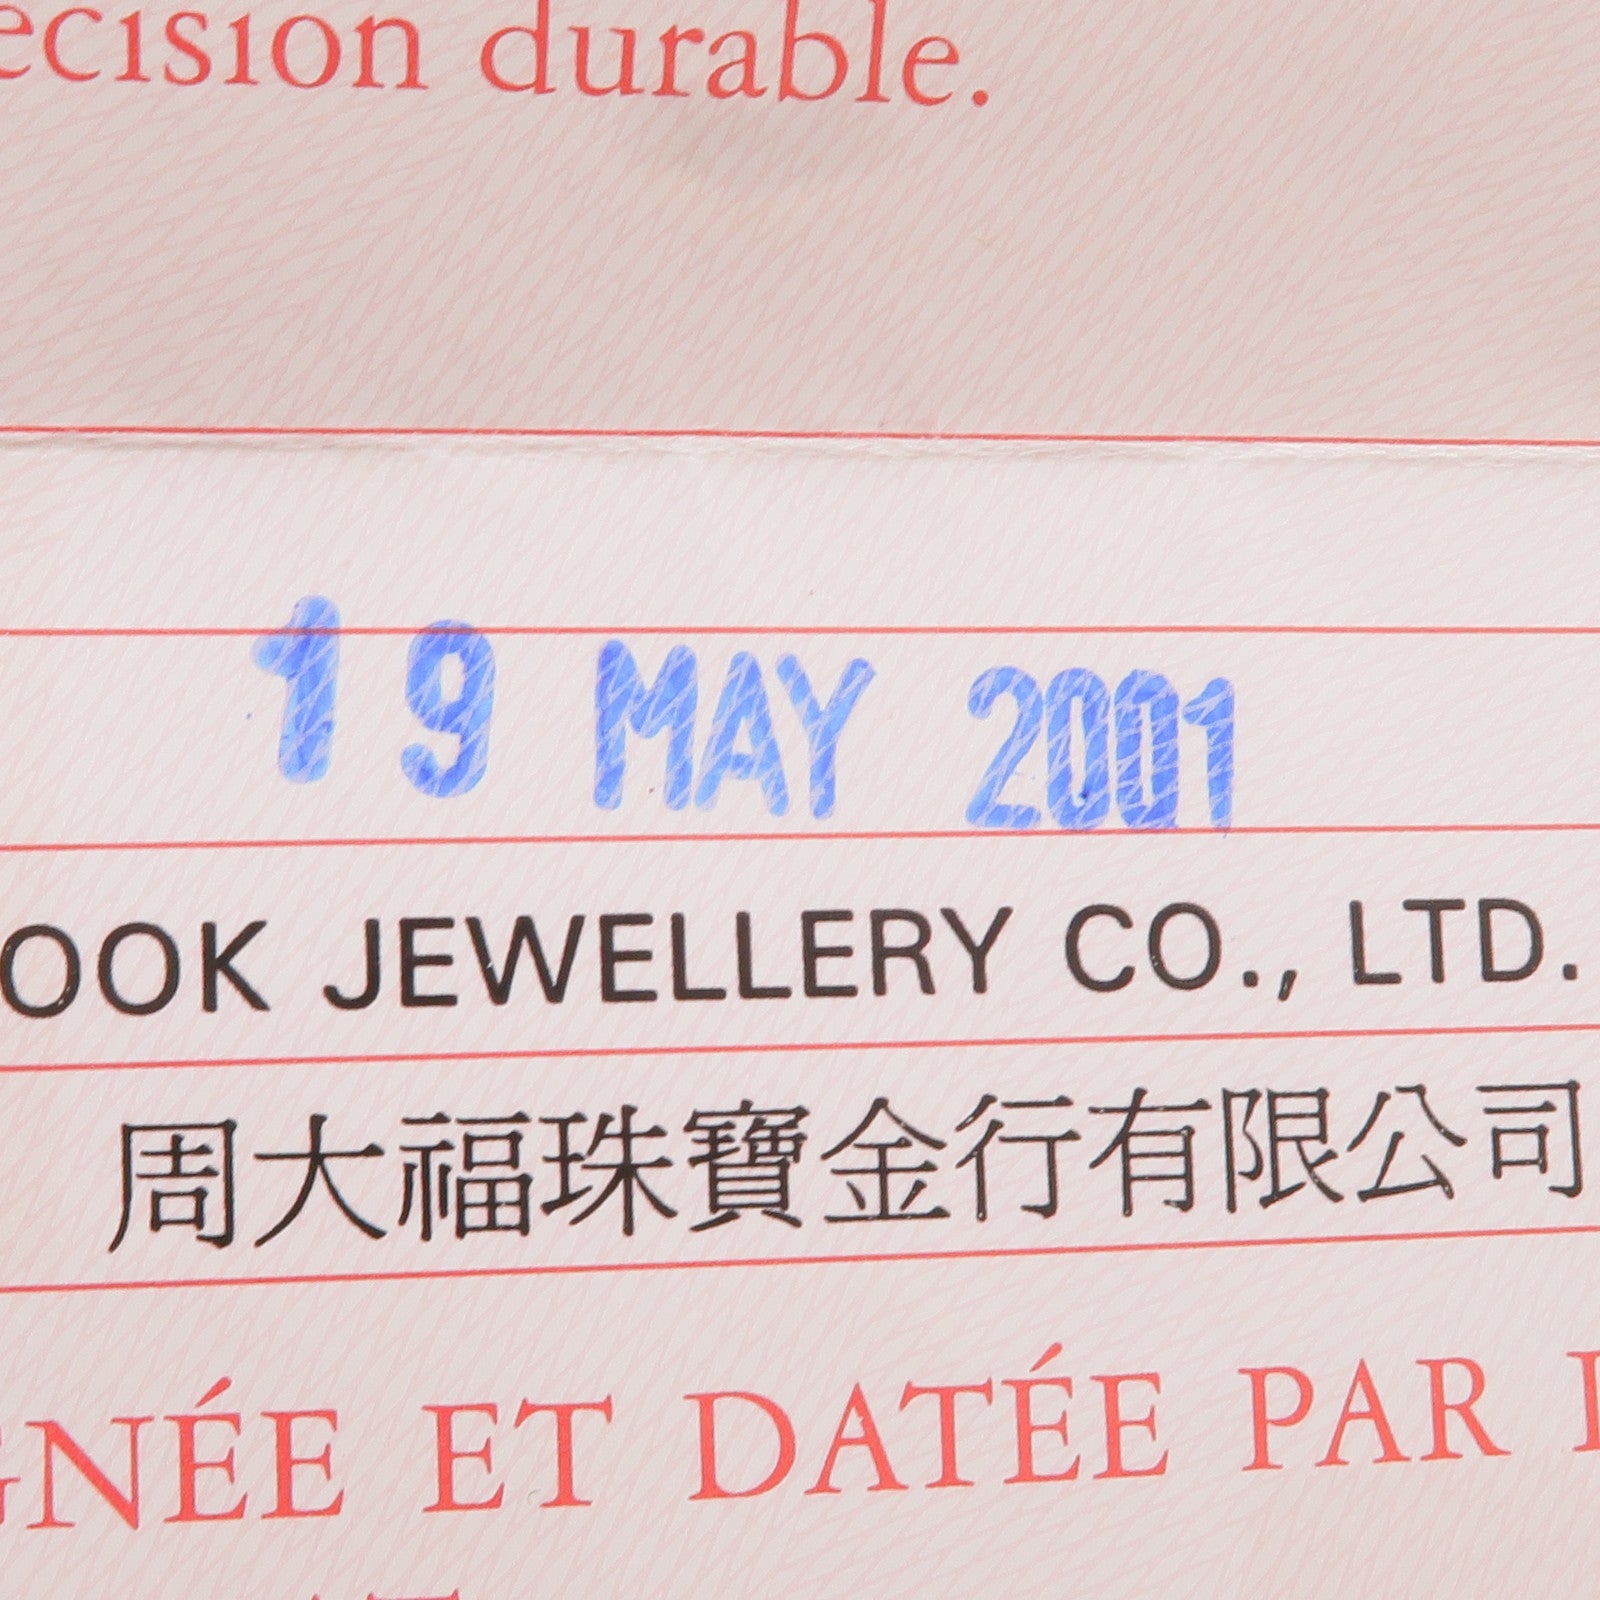 ecision durable.
19 MAY 2001
OOK JEWELLERY CO., LTD.
周大福珠寶金行有限公司
GNÉE ET DATÉE PAR